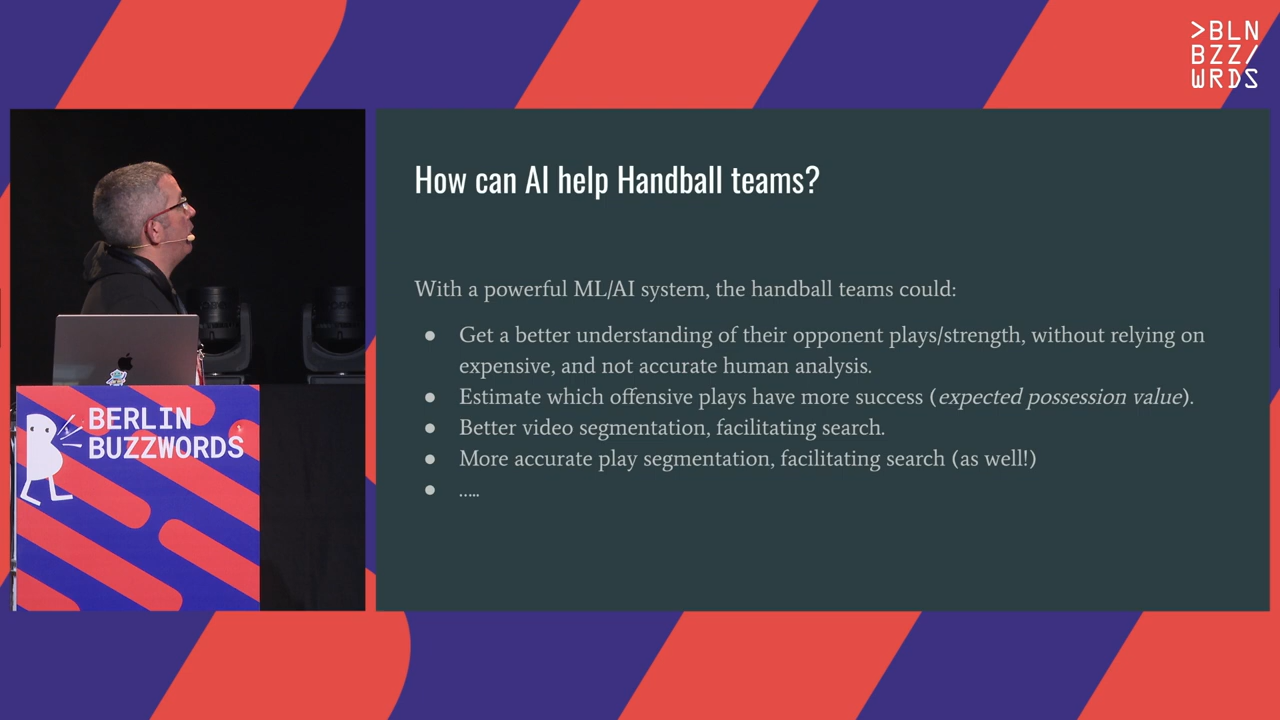 >BLN
BZZ/
WRDS
How can AI help Handball teams?
With a powerful ML/AI system, the handball teams could:
● Get a better understanding of their opponent plays/strength, without relying on
expensive, and not accurate human analysis.
● Estimate which offensive plays have more success (expected possession value).
● Better video segmentation, facilitating search.
● More accurate play segmentation, facilitating search (as well!)
● .....
BERLIN
BUZZWORDS